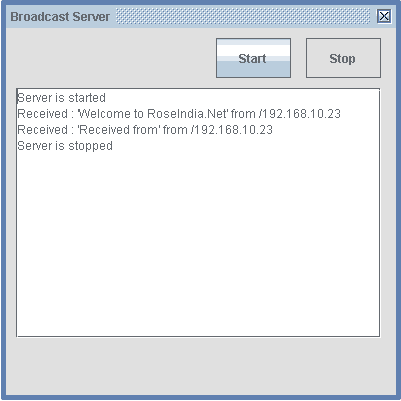 Broadcast Server
Start Stop
Server is started
Received : 'Welcome to RoseIndia.Net' from /192.168.10.23
Received : 'Received from' from /192.168.10.23
Server is stopped